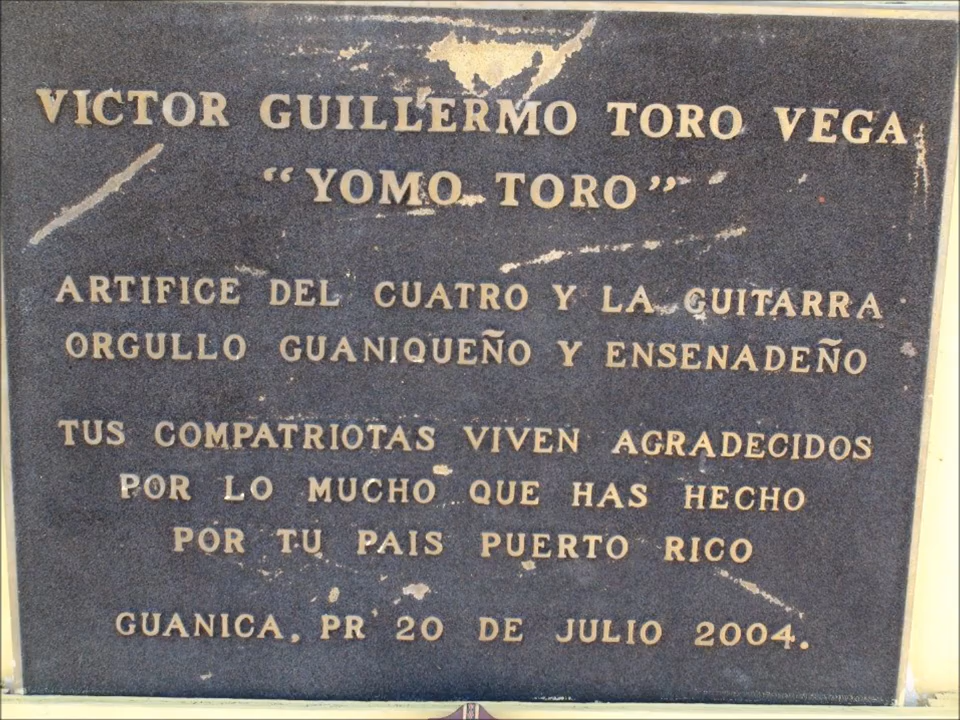 VICTOR GUILLERMO TORO VEGA
"YOMO TORO"
ARTIFICE DEL CUATRO Y LA GUITARRA
ORGULLO GUANIQUEÑO Y ENSENADEÑO
TUS COMPATRIOTAS VIVEN AGRADECIDOS
POR LO MUCHO QUE HAS HECHO
POR TU PAIS PUERTO RICO
GUANICA, PR 20 DE JULIO 2004.